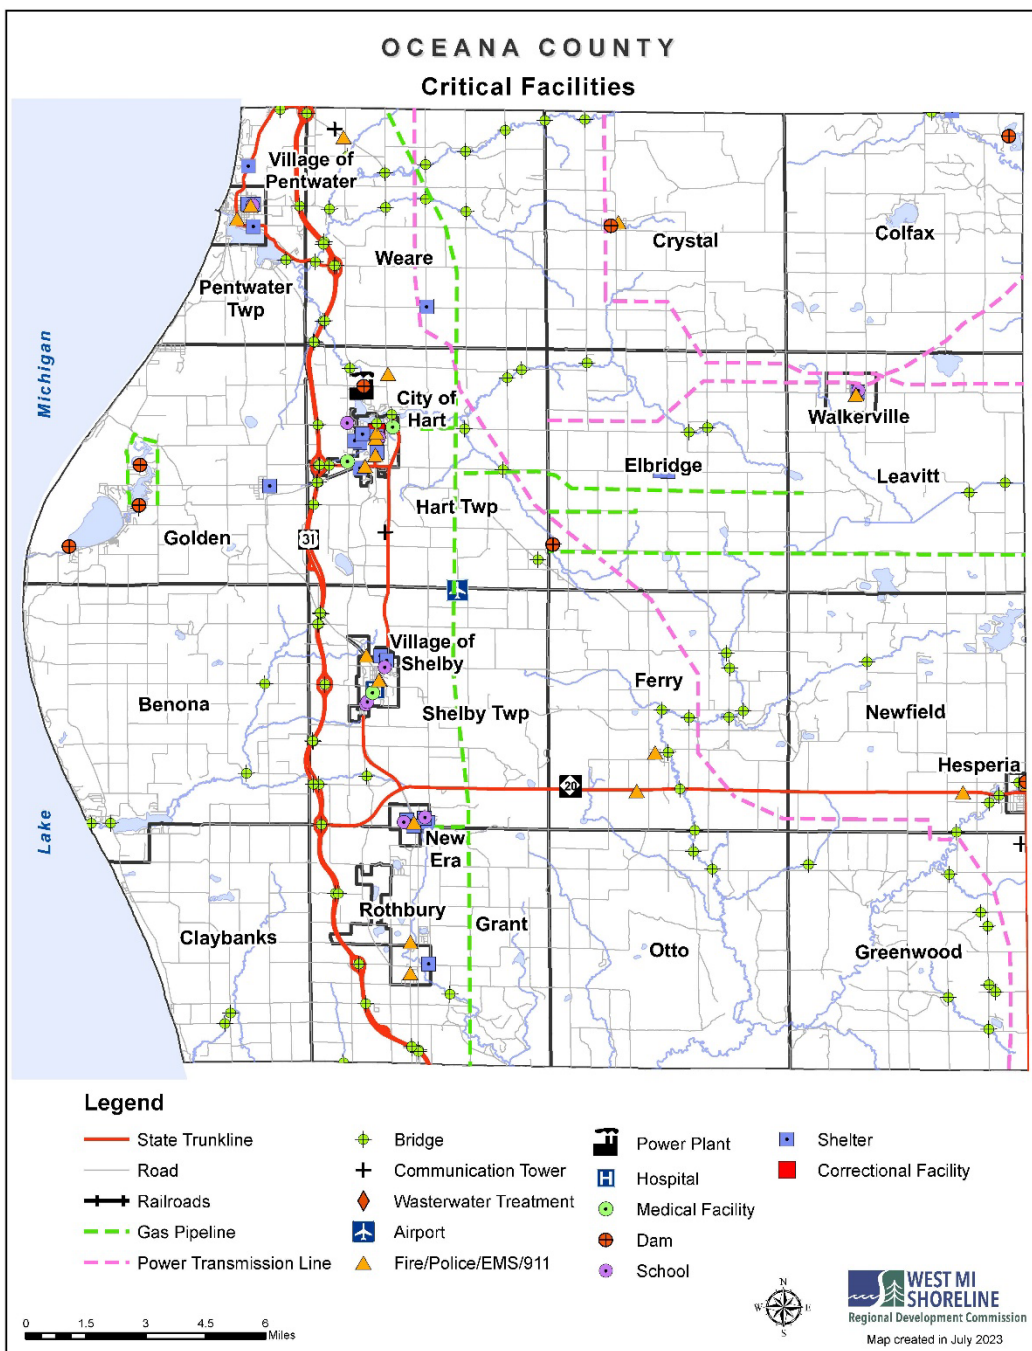 OCEANA COUNTY
Critical Facilities
Village of
Pentwater
Crystal
Colfax
Weare
Pentwater
Twp
Michigan
City of
Hart
Walkerville
Elbridge
Leavitt
Hart Twp
Golden
31
Village of
Shelby
Ferry
Benona
Shelby Twp
Newfield
Hesperia
20
Lake
New
Era
Rothbury
Grant
Claybanks
Otto
Greenwood
Legend
State Trunkline
Road
Railroads
Gas Pipeline
Power Transmission Line
Bridge
Communication Tower
Wasterwater Treatment
Airport
Fire/Police/EMS/911
Power Plant
H Hospital
Medical Facility
Dam
School
Shelter
Correctional Facility
0 1.5 3 4.5 6
Miles
N
W E
S
WEST MI
SHORELINE
Regional Development Commission
Map created in July 2023